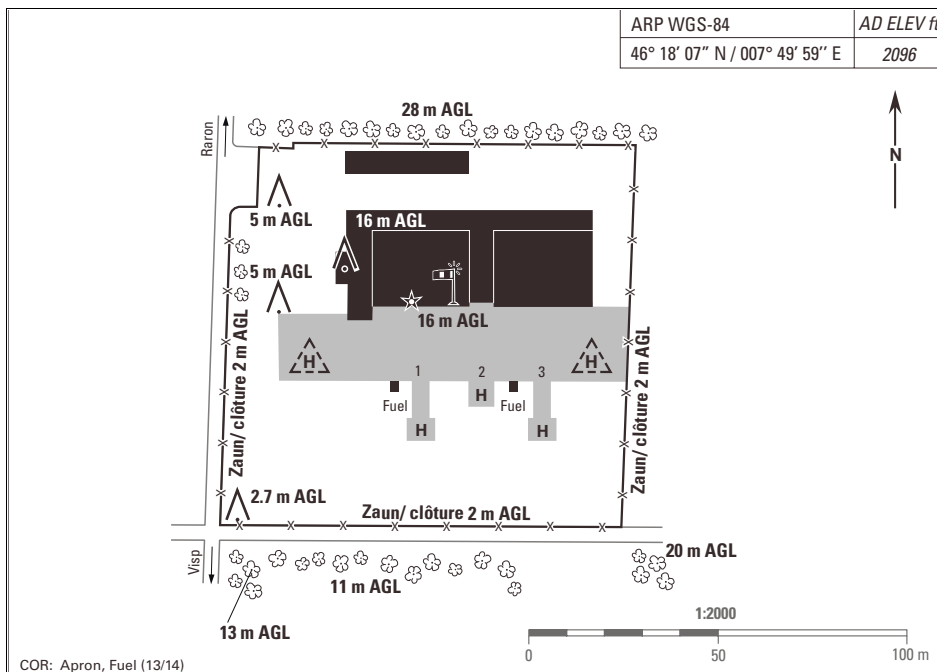 ARP WGS-84
AD ELEV ft
46° 18' 07" N / 007° 49' 59'' E
2096
28 m AGL
Raron
N
5 m AGL
16 m AGL
5 m AGL
16 m AGL
H
H
1
2
3
Fuel
H
Fuel
H
H
Zaun/ clôture 2 m AGL
Zaun/ clôture 2 m AGL
2.7 m AGL
Zaun/ clôture 2 m AGL
Visp
20 m AGL
11 m AGL
13 m AGL
1:2000
0
50
100 m
COR: Apron, Fuel (13/14)